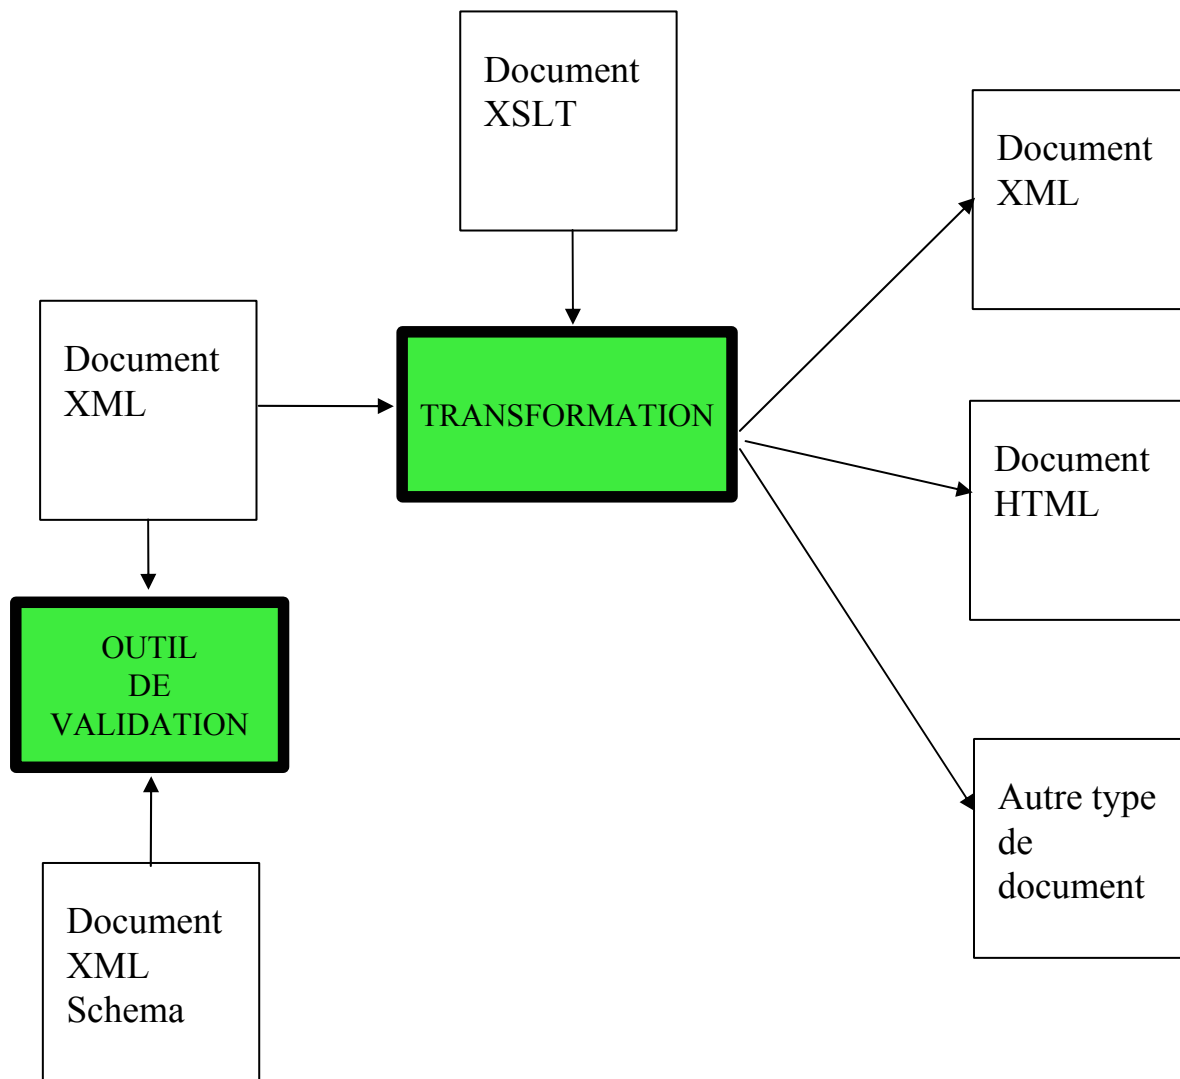 Document
XSLT
Document
XML
Document
XML
TRANSFORMATION
Document
HTML
OUTIL
DE
VALIDATION
Autre type
de
document
Document
XML
Schema